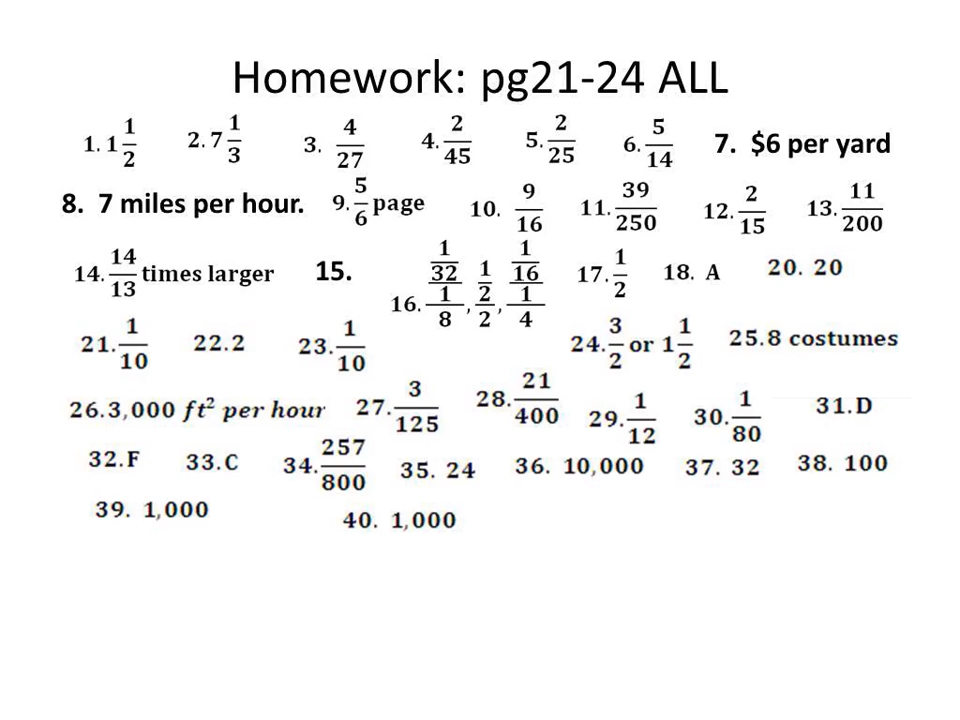 Homework: pg21-24 ALL
1. 1 1/2 2. 7 1/3 3. 4/27 4. 2/45 5. 2/25 6. 5/14 7. $6 per yard
8. 7 miles per hour. 9. 5/6 page 10. 9/16 11. 39/250 12. 2/15 13. 11/200
14. 14/13 times larger 15. 16. (1/32)/(1/8), (1/2)/2, (1/16)/(1/4) 17. 1/2 18. A 20. 20
21. 1/10 22. 2 23. 1/10 24. 3/2 or 1 1/2 25. 8 costumes
26. 3,000 ft² per hour 27. 3/125 28. 21/400 29. 1/12 30. 1/80 31. D
32. F 33. C 34. 257/800 35. 24 36. 10,000 37. 32 38. 100
39. 1,000 40. 1,000